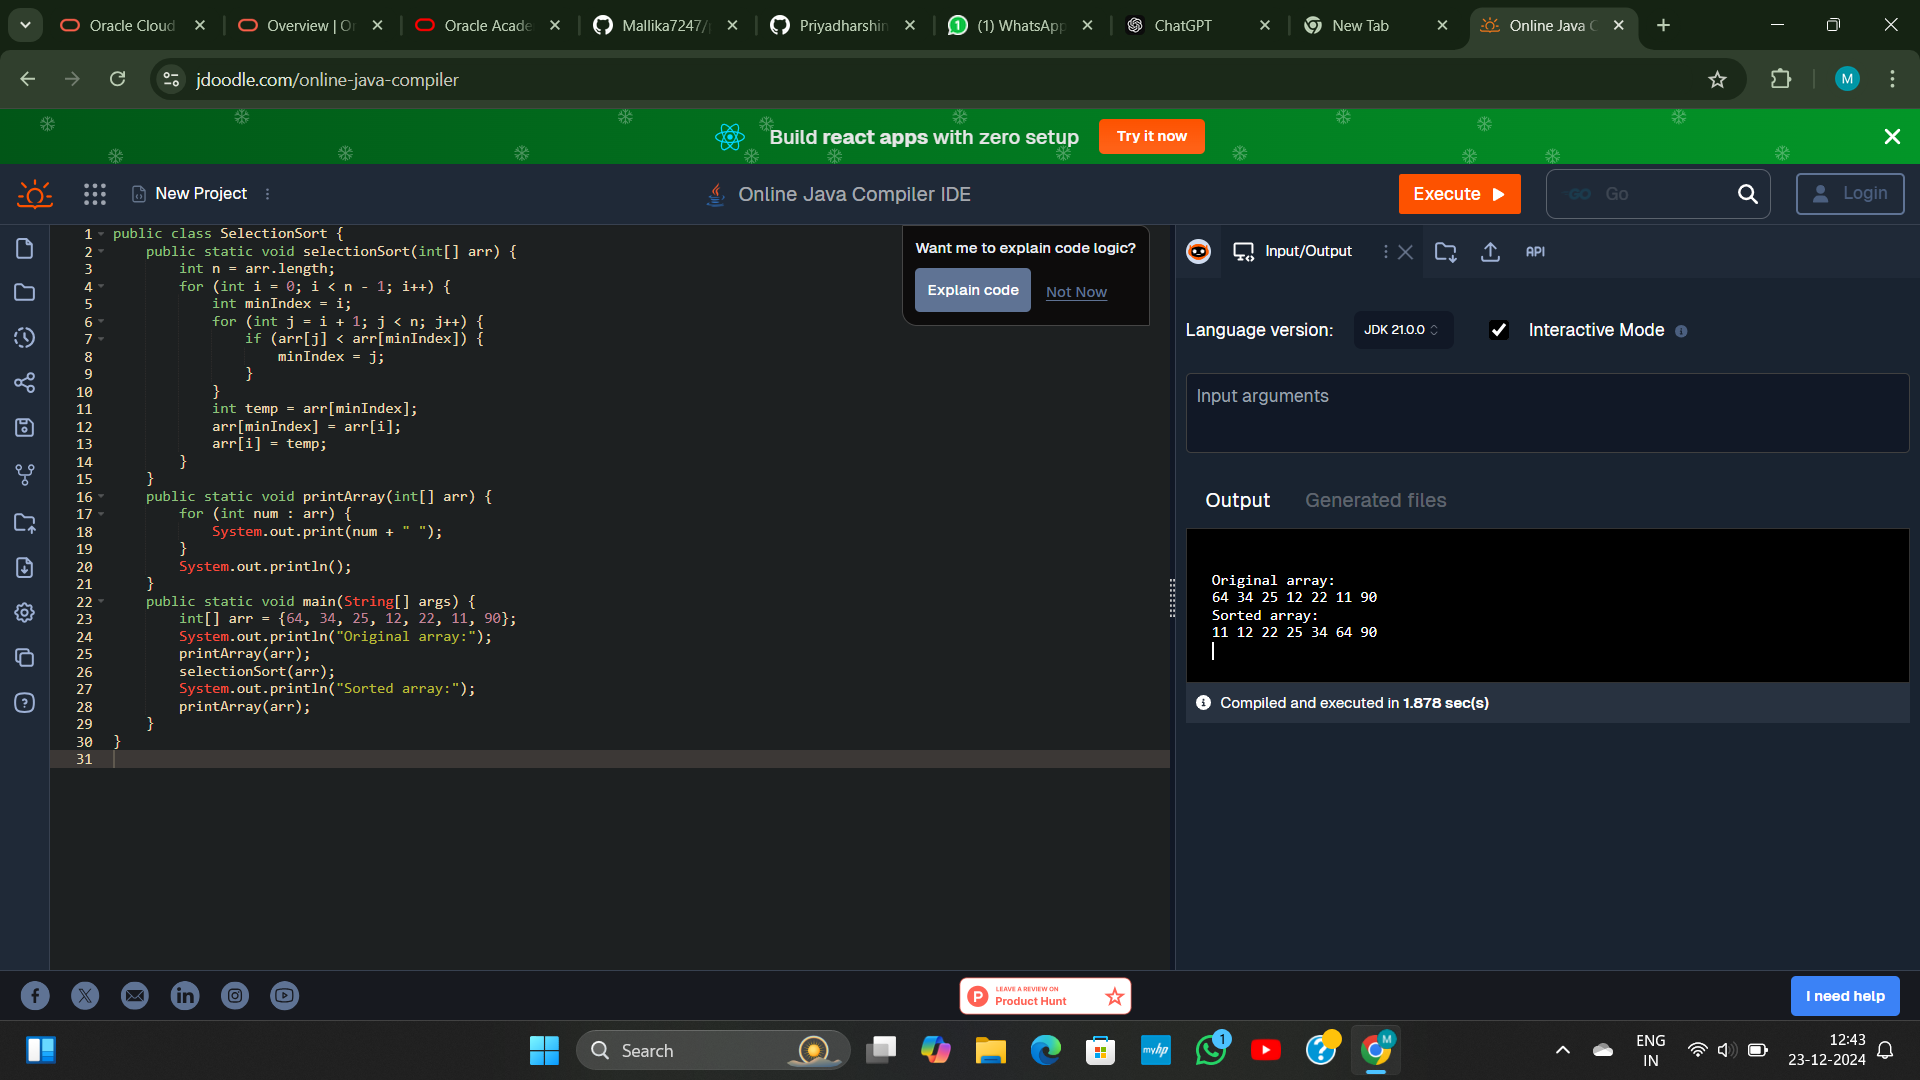 Oracle Cloud
Overview | Or
Oracle Acade
Mallika7247/p
Priyadharshin
(1) WhatsApp
ChatGPT
New Tab
Online Java C
jdoodle.com/online-java-compiler
M
Build react apps with zero setup
Try it now
New Project
Online Java Compiler IDE
Execute
GO
Go
Login
1 public class SelectionSort {
2 public static void selectionSort(int[] arr) {
3 int n = arr.length;
4 for (int i = 0; i < n - 1; i++) {
5 int minIndex = i;
6 for (int j = i + 1; j < n; j++) {
7 if (arr[j] < arr[minIndex]) {
8 minIndex = j;
9 }
10 }
11 int temp = arr[minIndex];
12 arr[minIndex] = arr[i];
13 arr[i] = temp;
14 }
15 }
16 public static void printArray(int[] arr) {
17 for (int num : arr) {
18 System.out.print(num + " ");
19 }
20 System.out.println();
21 }
22 public static void main(String[] args) {
23 int[] arr = {64, 34, 25, 12, 22, 11, 90};
24 System.out.println("Original array:");
25 printArray(arr);
26 selectionSort(arr);
27 System.out.println("Sorted array:");
28 printArray(arr);
29 }
30 }
31
Want me to explain code logic?
Explain code
Not Now
Input/Output
API
Language version:
JDK 21.0.0
Interactive Mode
Input arguments
Output
Generated files
Original array:
64 34 25 12 22 11 90
Sorted array:
11 12 22 25 34 64 90
Compiled and executed in 1.878 sec(s)
P
LEAVE A REVIEW ON
Product Hunt
I need help
Search
myhp
1
M
ENG
IN
12:43
23-12-2024